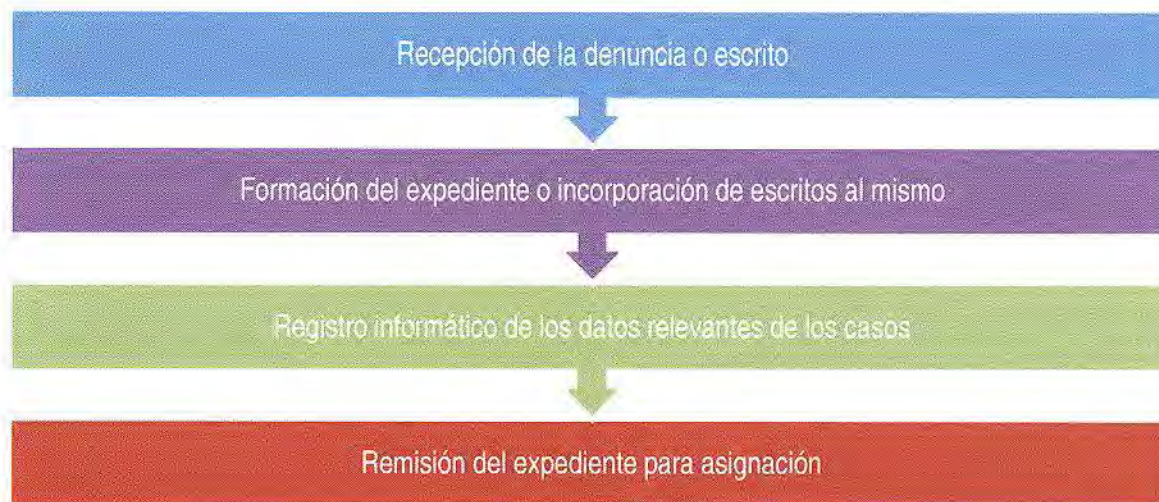 Recepción de la denuncia o escrito
Formación del expediente o incorporación de escritos al mismo
Registro informático de los datos relevantes de los casos
Remisión del expediente para asignación